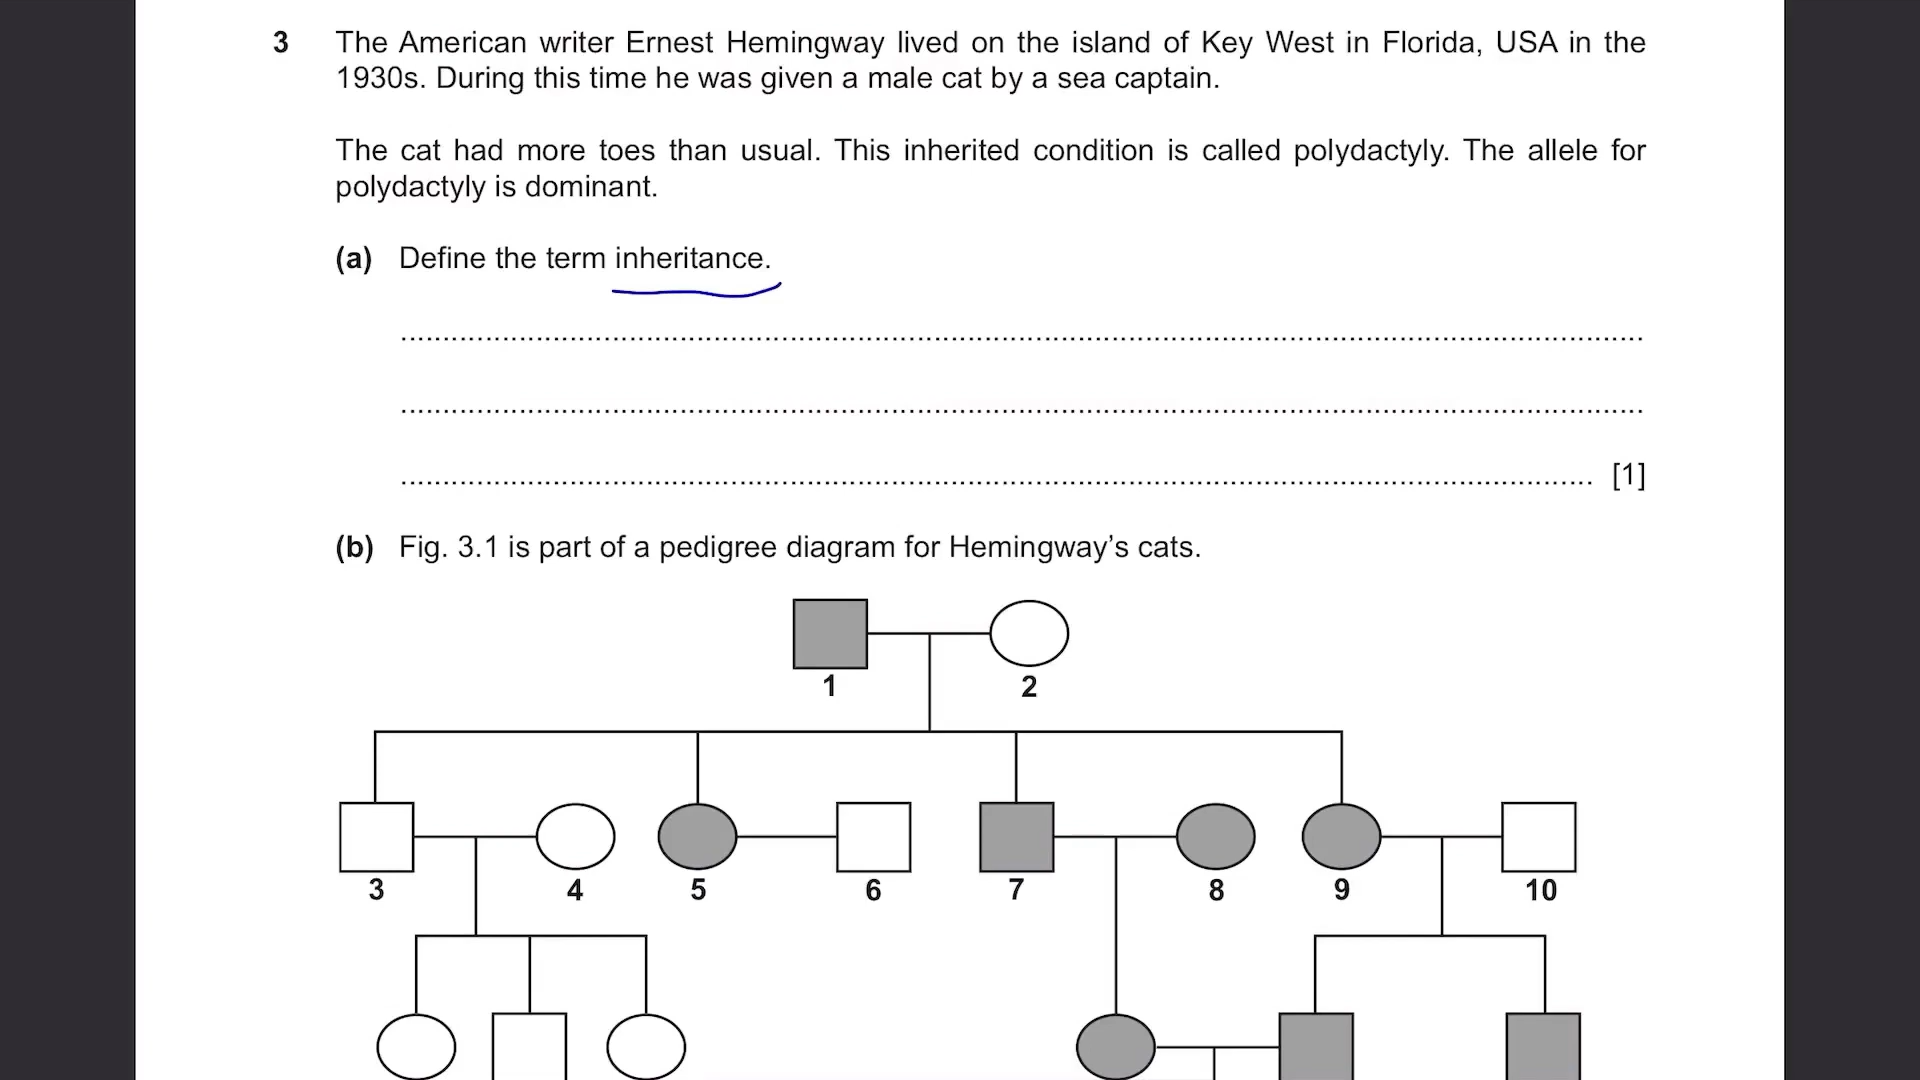 3 The American writer Ernest Hemingway lived on the island of Key West in Florida, USA in the
1930s. During this time he was given a male cat by a sea captain.
The cat had more toes than usual. This inherited condition is called polydactyly. The allele for
polydactyly is dominant.
(a) Define the term inheritance.
[1]
(b) Fig. 3.1 is part of a pedigree diagram for Hemingway's cats.
1 2
3 4 5 6 7 8 9 10